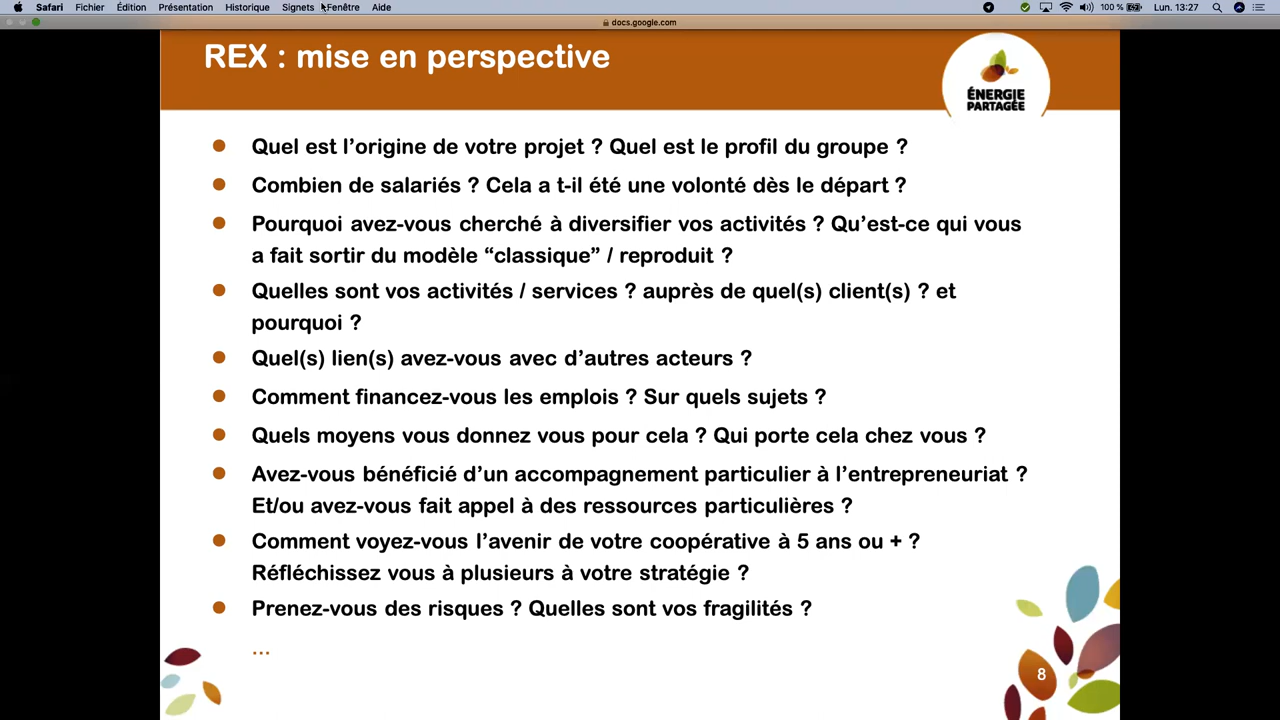 Safari Fichier Édition Présentation Historique Signets Fenêtre Aide 100 % Lun. 13:27
docs.google.com
REX : mise en perspective
ÉNERGIE
PARTAGÉE
Quel est l’origine de votre projet ? Quel est le profil du groupe ?
Combien de salariés ? Cela a t-il été une volonté dès le départ ?
Pourquoi avez-vous cherché à diversifier vos activités ? Qu’est-ce qui vous
a fait sortir du modèle “classique” / reproduit ?
Quelles sont vos activités / services ? auprès de quel(s) client(s) ? et
pourquoi ?
Quel(s) lien(s) avez-vous avec d’autres acteurs ?
Comment financez-vous les emplois ? Sur quels sujets ?
Quels moyens vous donnez vous pour cela ? Qui porte cela chez vous ?
Avez-vous bénéficié d’un accompagnement particulier à l’entrepreneuriat ?
Et/ou avez-vous fait appel à des ressources particulières ?
Comment voyez-vous l’avenir de votre coopérative à 5 ans ou + ?
Réfléchissez vous à plusieurs à votre stratégie ?
Prenez-vous des risques ? Quelles sont vos fragilités ?
...
8